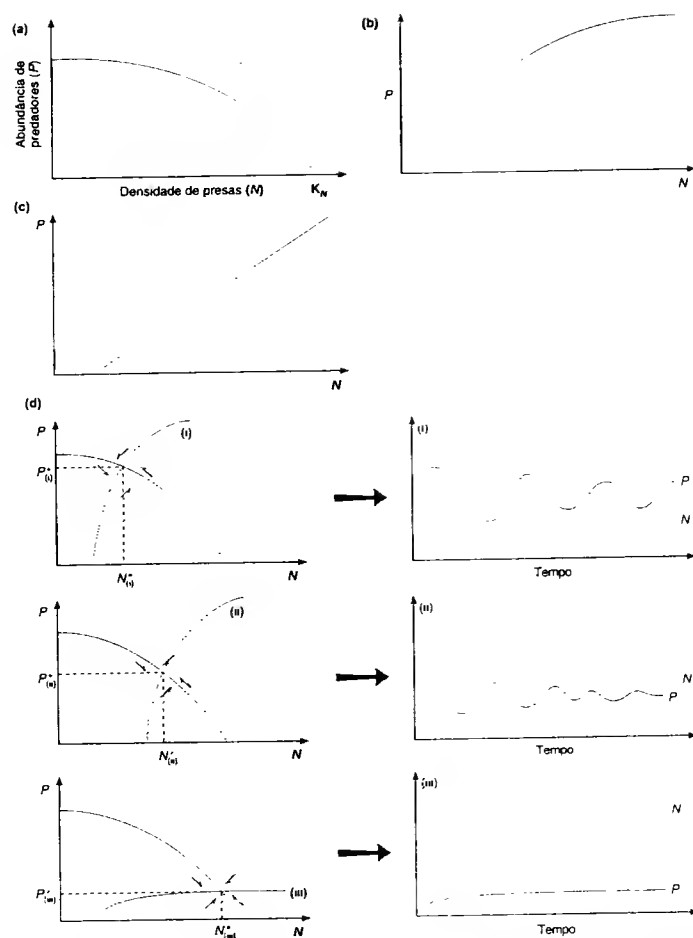 (a)
Abundância de
predadores (P)
Densidade de presas (N)
K_N
(b)
P
N
(c)
P
N
(d)
P
(i)
P*(i)
N*(i)
N
(i)
P
N
Tempo
P
(ii)
P*(ii)
N*(ii)
N
(ii)
N
P
Tempo
P
(iii)
P*(iii)
N*(iii)
N
(iii)
N
P
Tempo